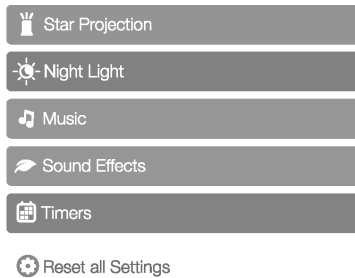 Star Projection
Night Light
Music
Sound Effects
Timers
Reset all Settings